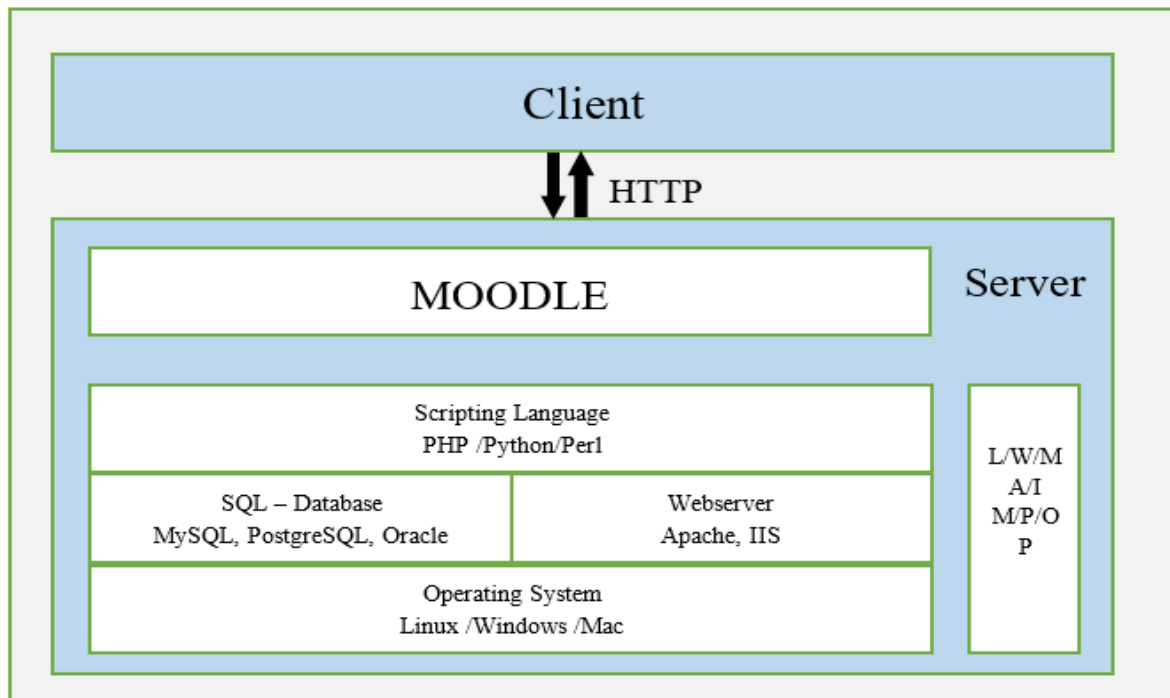 Client
HTTP
MOODLE
Server
Scripting Language
PHP /Python/Perl
SQL – Database
MySQL, PostgreSQL, Oracle
Webserver
Apache, IIS
Operating System
Linux /Windows /Mac
L/W/M
A/I
M/P/O
P